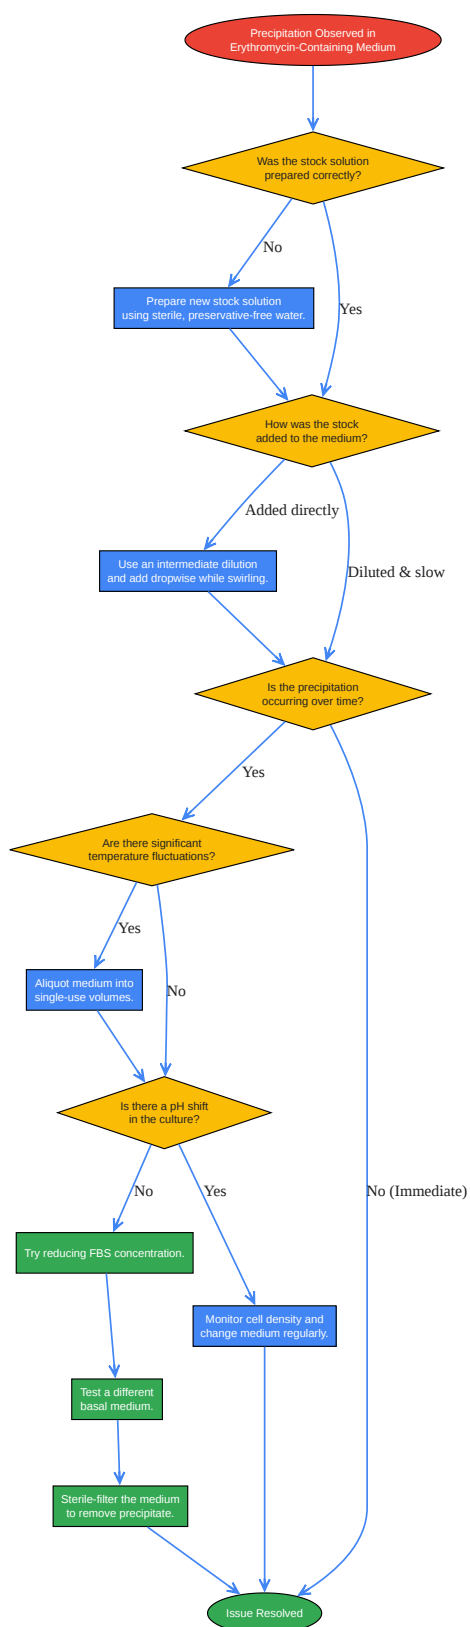 Precipitation Observed in
Erythromycin-Containing Medium
Was the stock solution
prepared correctly?
No
Prepare new stock solution
using sterile, preservative-free water.
Yes
How was the stock
added to the medium?
Added directly
Use an intermediate dilution
and add dropwise while swirling.
Diluted & slow
Is the precipitation
occurring over time?
Yes
Are there significant
temperature fluctuations?
Yes
Aliquot medium into
single-use volumes.
No
Is there a pH shift
in the culture?
No
Yes
No (Immediate)
Try reducing FBS concentration.
Monitor cell density and
change medium regularly.
Test a different
basal medium.
Sterile-filter the medium
to remove precipitate.
Issue Resolved